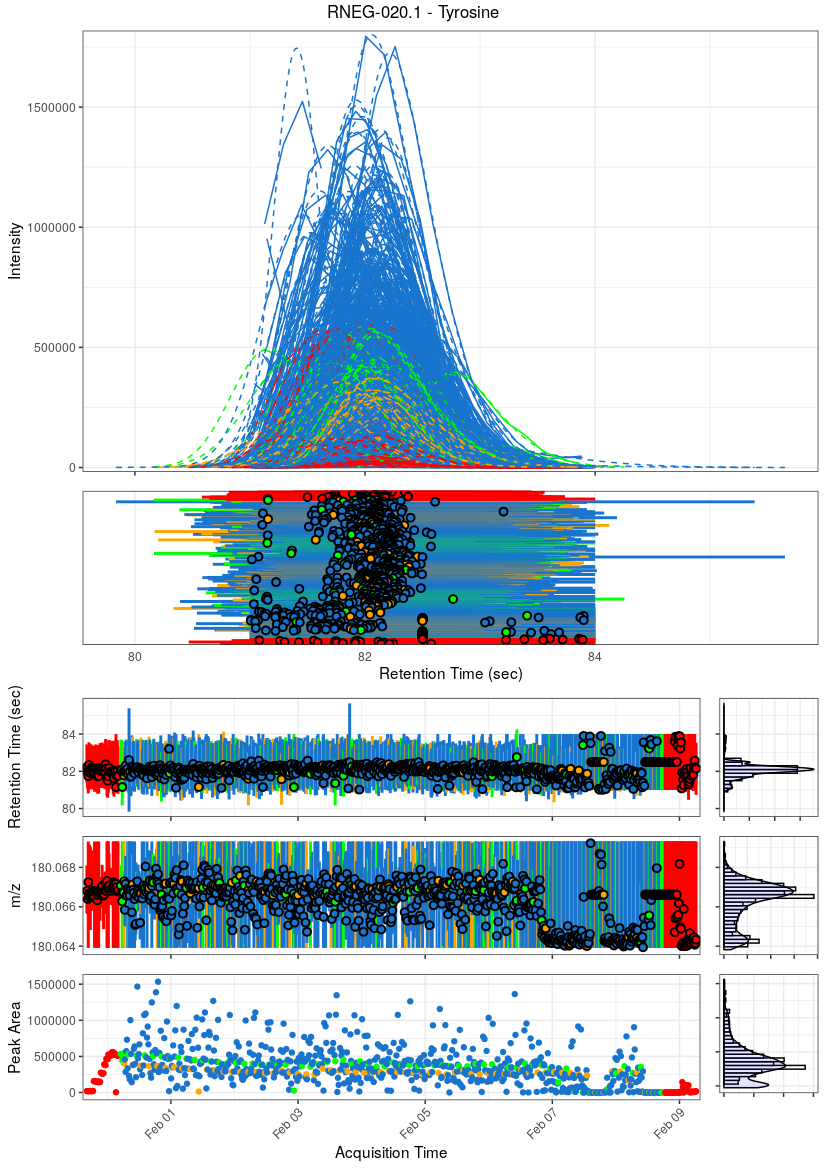 RNEG-020.1 - Tyrosine
Intensity
1500000
1000000
500000
0
80 82 84
Retention Time (sec)
Retention Time (sec)
84
82
80
m/z
180.068
180.066
180.064
Peak Area
1500000
1000000
500000
0
Feb 01 Feb 03 Feb 05 Feb 07 Feb 09
Acquisition Time